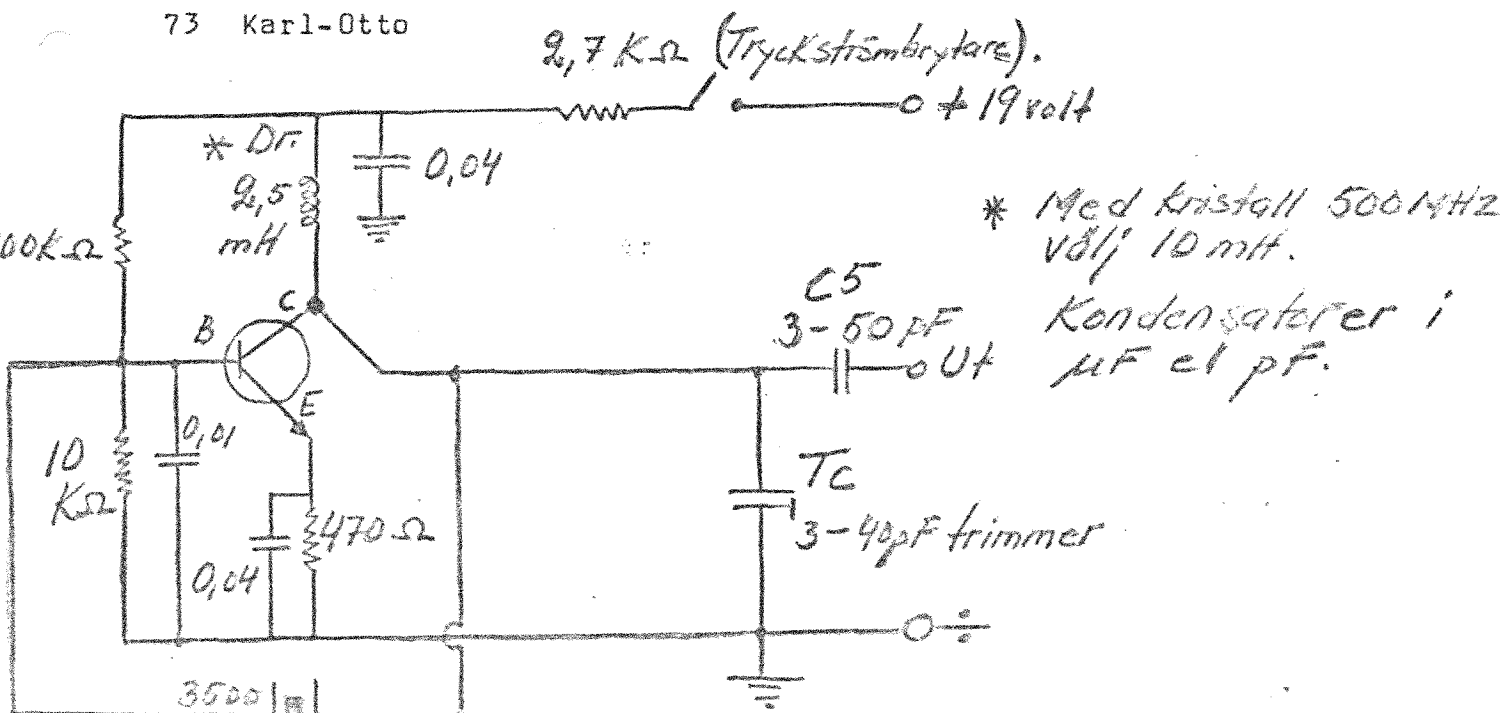 73 Karl-Otto
2,7 KΩ (Tryckströmbrytare).
+ 19 volt
* Dr.
2,5
mH
0,04
* Med kristall 500 MHz
välj 10 mH.
Kondensatorer i
µF el pF.
00KΩ
C
B
E
C5
3-50 pF
Ut
10
KΩ
0,01
470 Ω
0,04
Tc
3-40pF trimmer
÷
3500